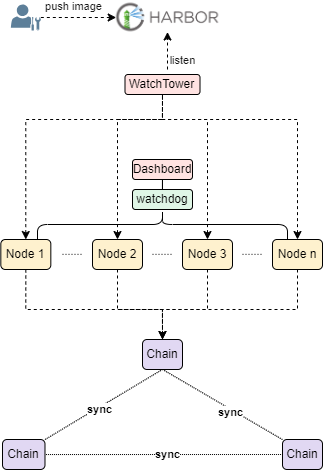 push image
HARBOR
listen
WatchTower
Dashboard
watchdog
Node 1
Node 2
Node 3
Node n
Chain
sync
sync
Chain
sync
Chain